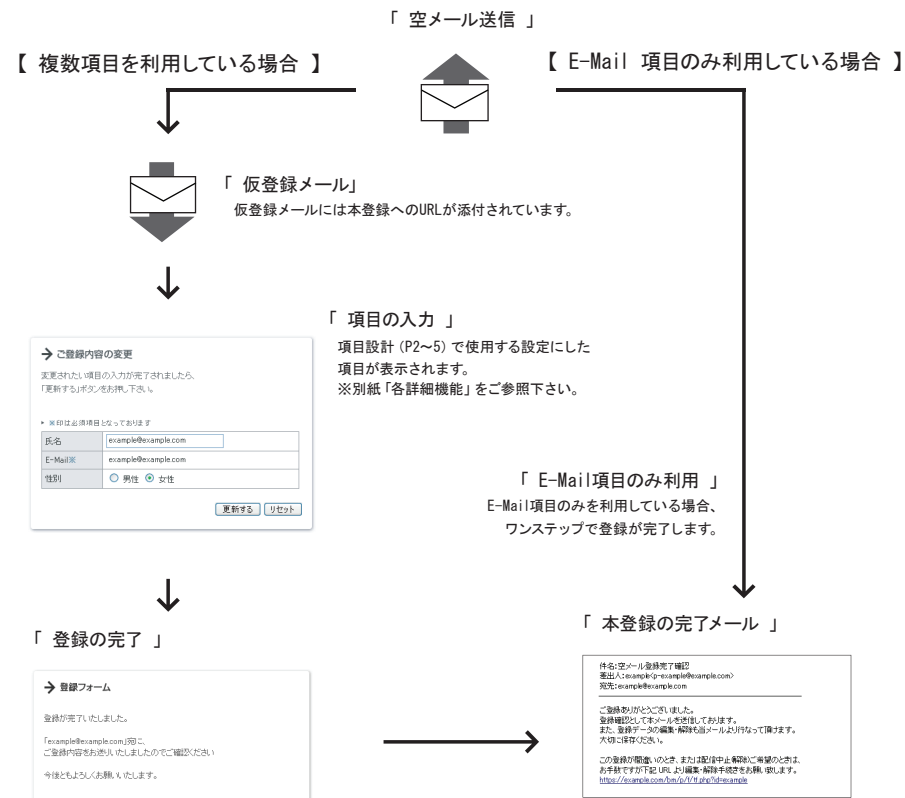 「 空メール送信 」
【 複数項目を利用している場合 】
【 E-Mail 項目のみ利用している場合 】
「 仮登録メール」
仮登録メールには本登録へのURLが添付されています。
「 項目の入力 」
項目設計（P2～5）で使用する設定にした
項目が表示されます。
※別紙「各詳細機能」をご参照下さい。
→ ご登録内容の変更
変更されたい項目の入力が完了されましたら、
「更新する」ボタンをお押し下さい。
▶ ※印は必須項目となっております
氏名 example@example.com
E-Mail※ example@example.com
性別 男性 女性
更新する リセット
「 E-Mail項目のみ利用 」
E-Mail項目のみを利用している場合、
ワンステップで登録が完了します。
「 登録の完了 」
→ 登録フォーム
登録が完了いたしました。
「example@example.com」宛に、
ご登録内容をお送りいたしましたのでご確認ください
今後ともよろしくお願いいたします。
「 本登録の完了メール 」
件名:空メール登録完了確認
差出人:example<p-example@example.com>
宛先:example@example.com
ご登録ありがとうございました。
登録確認として本メールを送信しております。
また、登録データの編集・解除も当メールより行なって頂けます。
大切に保存ください。
この登録が間違いのとき、または配信中止(解除)ご希望のときは、
お手数ですが下記 URL より編集・解除手続きをお願い致します。
https://example.com/bm/p/f/tf.php?id=example